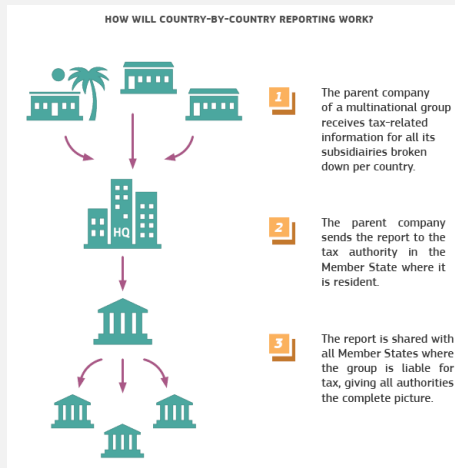 HOW WILL COUNTRY-BY-COUNTRY REPORTING WORK?
HQ
1
The parent company
of a multinational group
receives tax-related
information for all its
subsidiairies broken
down per country.
2
The parent company
sends the report to the
tax authority in the
Member State where it
is resident.
3
The report is shared with
all Member States where
the group is liable for
tax, giving all authorities
the complete picture.